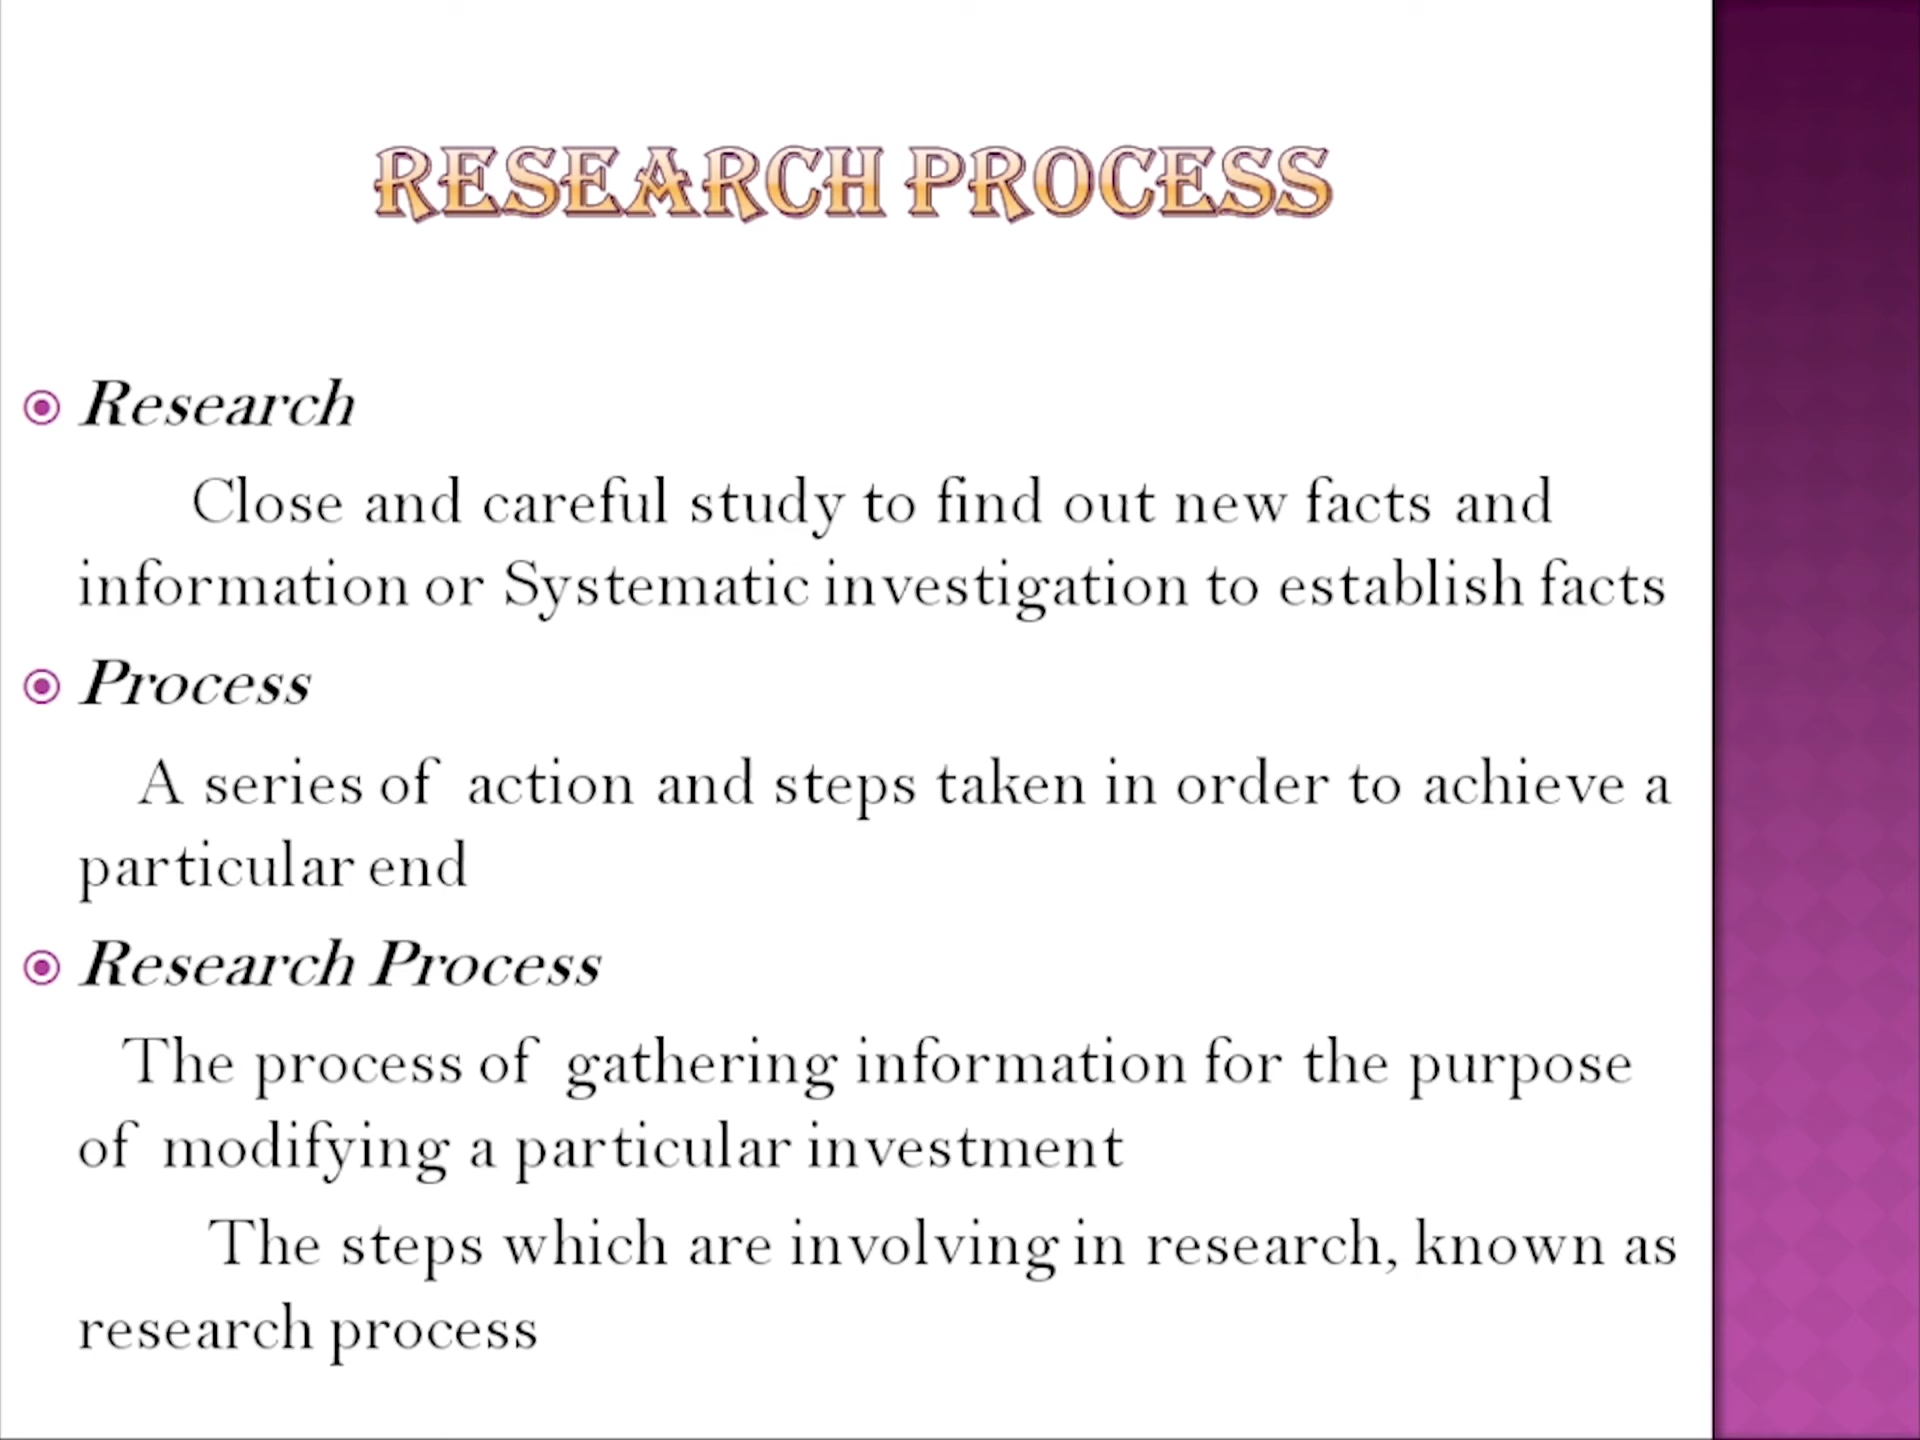 RESEARCH PROCESS
Research
Close and careful study to find out new facts and
information or Systematic investigation to establish facts
Process
A series of action and steps taken in order to achieve a
particular end
Research Process
The process of gathering information for the purpose
of modifying a particular investment
The steps which are involving in research, known as
research process